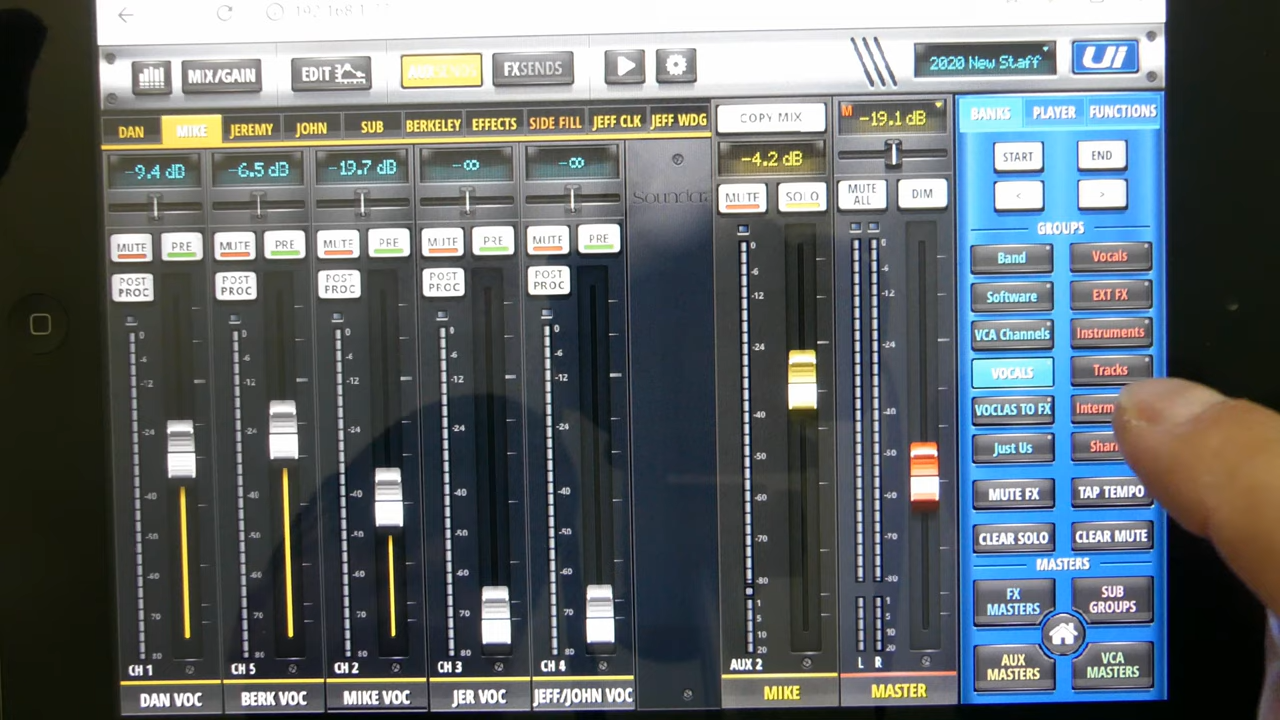 MIX/GAIN EDIT AUXSENDS FXSENDS 2020 New Staff Ui
DAN MIKE JEREMY JOHN SUB BERKELEY EFFECTS SIDE FILL JEFF CLK JEFF WDG COPY MIX M -19.1 dB BANKS PLAYER FUNCTIONS
-9.4 dB -6.5 dB -19.7 dB -∞ -∞ -4.2 dB START END
MUTE SOLO MUTE ALL DIM < >
GROUPS
MUTE PRE MUTE PRE MUTE PRE MUTE PRE MUTE PRE
POST PROC POST PROC POST PROC POST PROC POST PROC
Band Vocals
Software EXT FX
VCA Channels Instruments
VOCALS Tracks
VOCLAS TO FX
Just Us
MUTE FX TAP TEMPO
CLEAR SOLO CLEAR MUTE
MASTERS
FX MASTERS SUB GROUPS
AUX MASTERS VCA MASTERS
CH 1 CH 5 CH 2 CH 3 CH 4 AUX 2 L R
DAN VOC BERK VOC MIKE VOC JER VOC JEFF/JOHN VOC MIKE MASTER